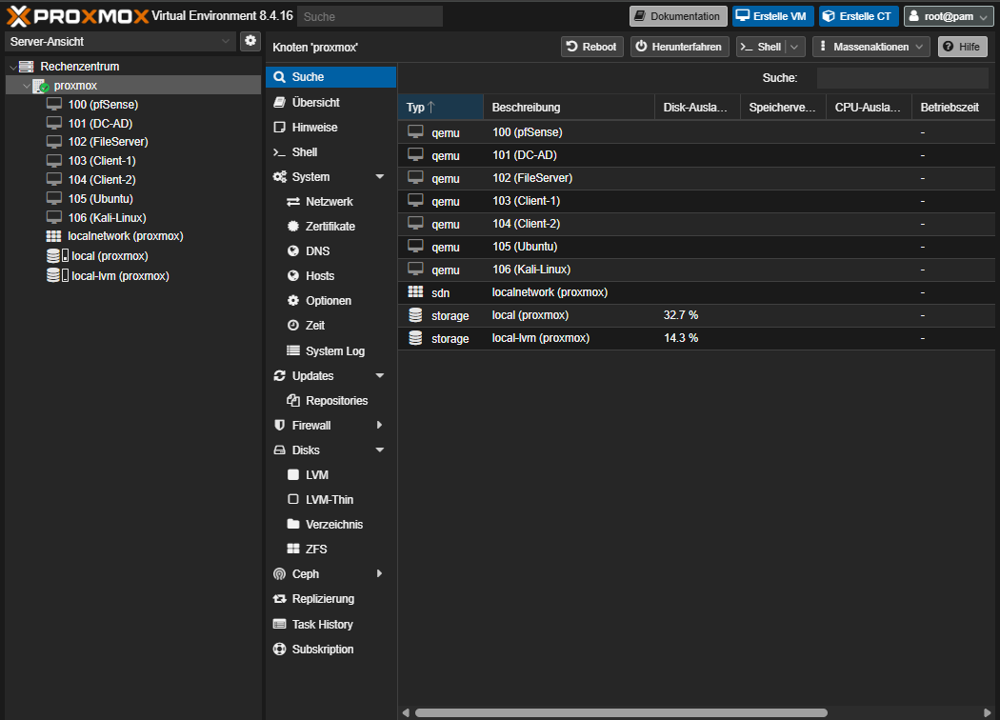 PROXMOX Virtual Environment 8.4.16 Suche Dokumentation Erstelle VM Erstelle CT root@pam
Server-Ansicht
Rechenzentrum
proxmox
100 (pfSense)
101 (DC-AD)
102 (FileServer)
103 (Client-1)
104 (Client-2)
105 (Ubuntu)
106 (Kali-Linux)
localnetwork (proxmox)
local (proxmox)
local-lvm (proxmox)
Knoten 'proxmox' Reboot Herunterfahren Shell Massenaktionen Hilfe
Suche
Übersicht
Hinweise
Shell
System
Netzwerk
Zertifikate
DNS
Hosts
Optionen
Zeit
System Log
Updates
Repositories
Firewall
Disks
LVM
LVM-Thin
Verzeichnis
ZFS
Ceph
Replizierung
Task History
Subskription
Suche:
Typ Beschreibung Disk-Ausla... Speicherve... CPU-Ausla... Betriebszeit
qemu 100 (pfSense) -
qemu 101 (DC-AD) -
qemu 102 (FileServer) -
qemu 103 (Client-1) -
qemu 104 (Client-2) -
qemu 105 (Ubuntu) -
qemu 106 (Kali-Linux) -
sdn localnetwork (proxmox) -
storage local (proxmox) 32.7 % -
storage local-lvm (proxmox) 14.3 % -